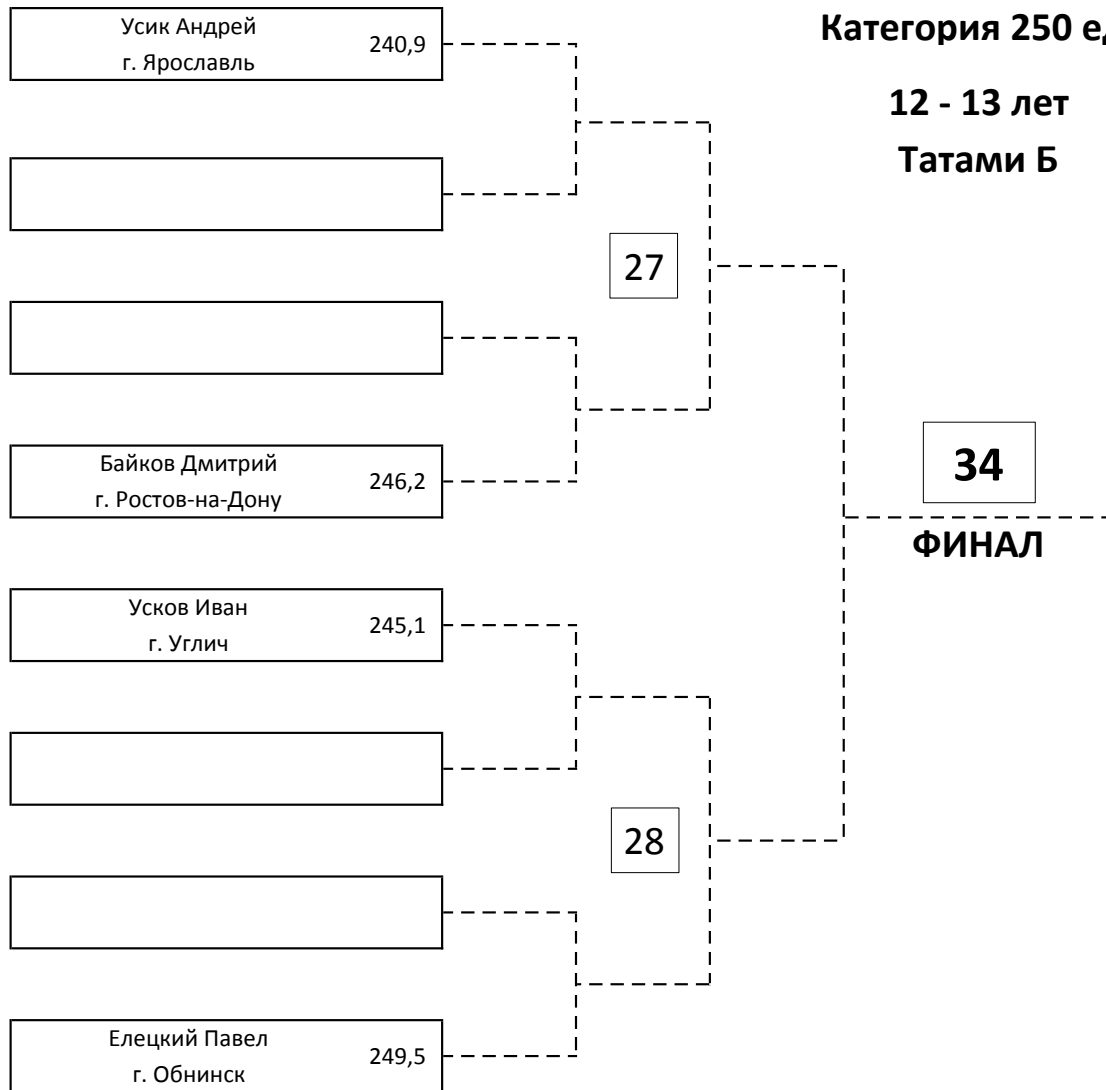 Усик Андрей
240,9
г. Ярославль
Категория 250 ед
12 - 13 лет
Татами Б
27
Байков Дмитрий
246,2
г. Ростов-на-Дону
34
ФИНАЛ
Усков Иван
245,1
г. Углич
28
Елецкий Павел
249,5
г. Обнинск